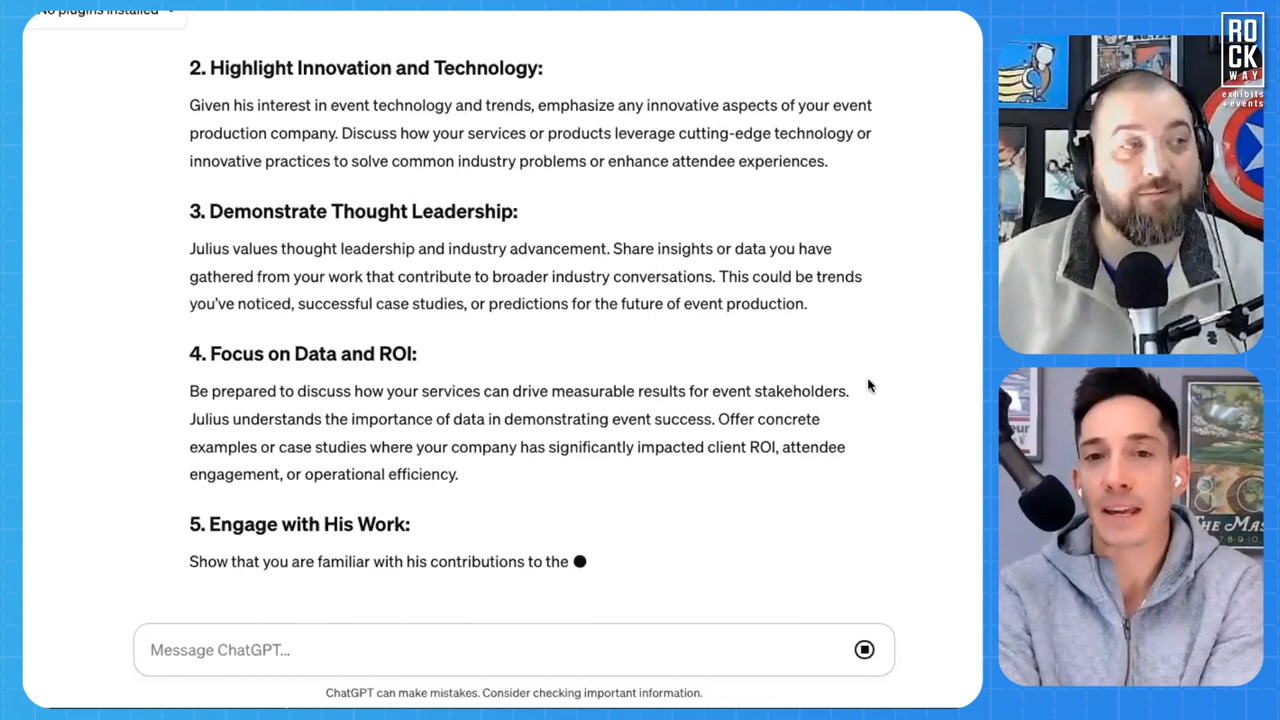 No plugins installed
2. Highlight Innovation and Technology:
Given his interest in event technology and trends, emphasize any innovative aspects of your event
production company. Discuss how your services or products leverage cutting-edge technology or
innovative practices to solve common industry problems or enhance attendee experiences.
3. Demonstrate Thought Leadership:
Julius values thought leadership and industry advancement. Share insights or data you have
gathered from your work that contribute to broader industry conversations. This could be trends
you've noticed, successful case studies, or predictions for the future of event production.
4. Focus on Data and ROI:
Be prepared to discuss how your services can drive measurable results for event stakeholders.
Julius understands the importance of data in demonstrating event success. Offer concrete
examples or case studies where your company has significantly impacted client ROI, attendee
engagement, or operational efficiency.
5. Engage with His Work:
Show that you are familiar with his contributions to the
Message ChatGPT...
ChatGPT can make mistakes. Consider checking important information.
RO
CK
WAY
exhibits
+events
THE MAS